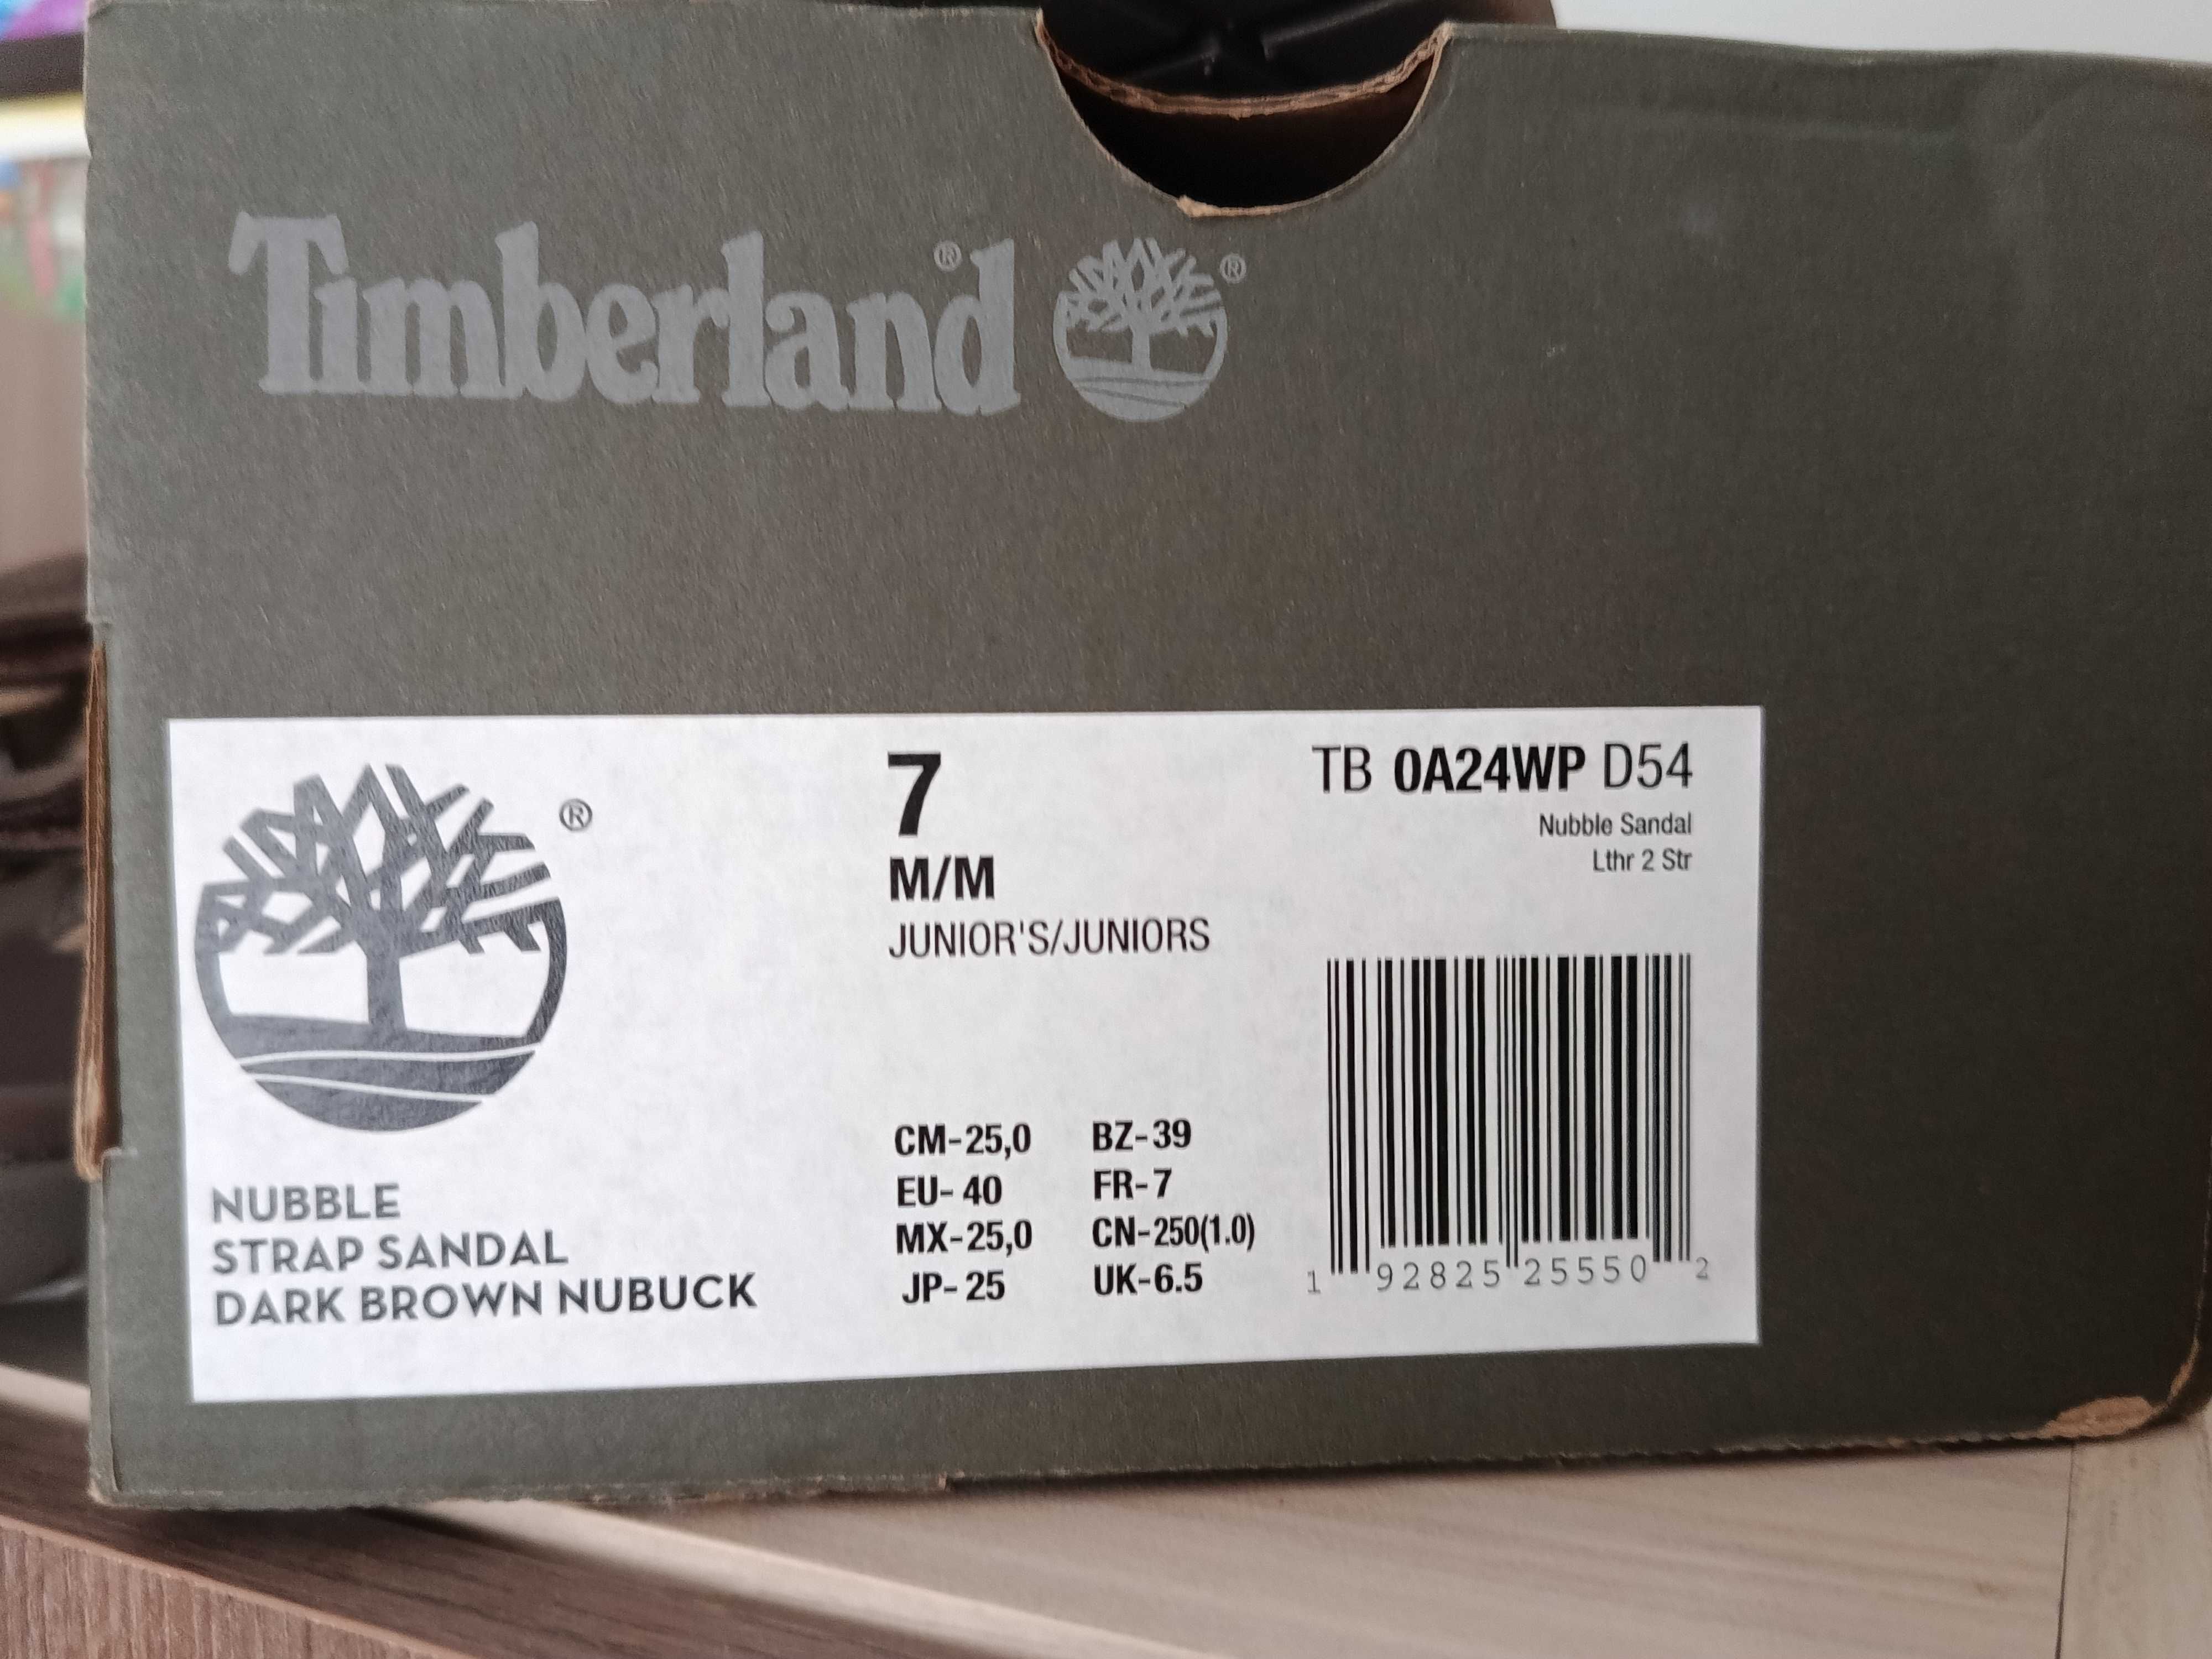 Timberland®
®
®
7
M/M
JUNIOR'S/JUNIORS
TB 0A24WP D54
Nubble Sandal
Lthr 2 Str
NUBBLE
STRAP SANDAL
DARK BROWN NUBUCK
CM-25,0 BZ-39
EU-40 FR-7
MX-25,0 CN-250(1.0)
JP-25 UK-6.5
1 92825 25550 2